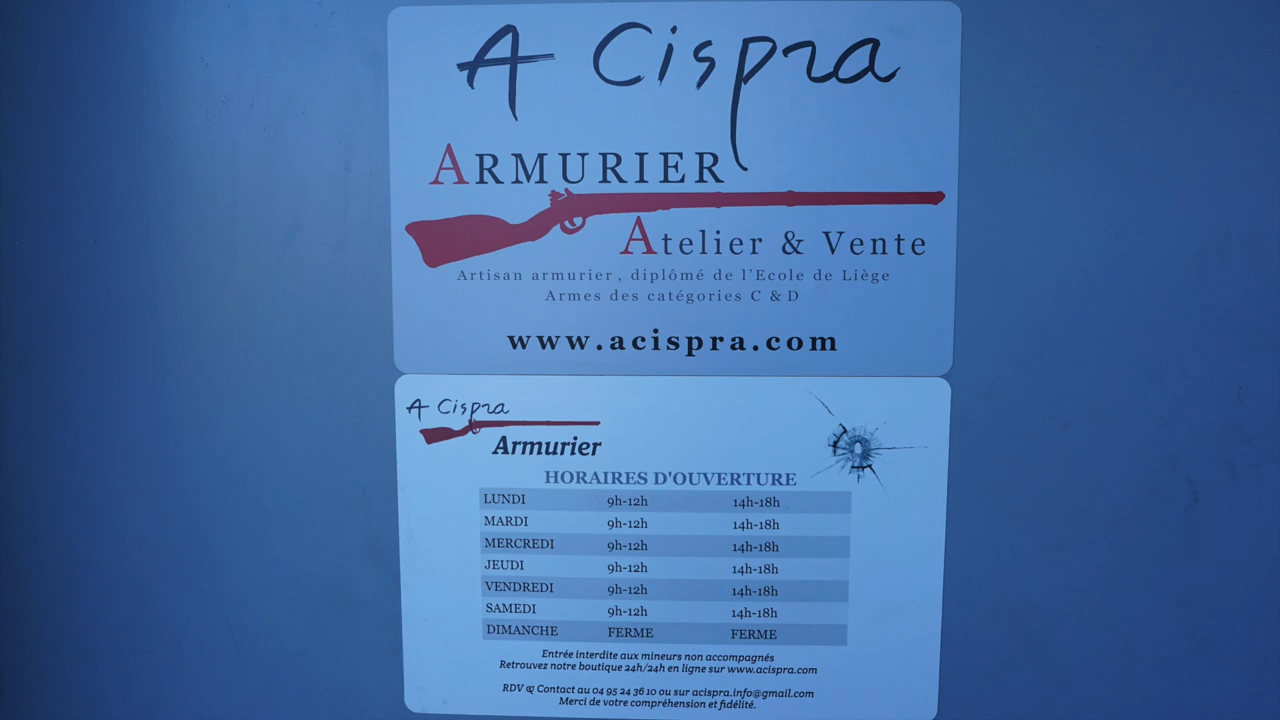 A Cispra
ARMURIER
Atelier & Vente
Artisan armurier, diplômé de l'Ecole de Liège
Armes des catégories C & D
www.acispra.com
A Cispra
Armurier
HORAIRES D'OUVERTURE
LUNDI 9h-12h 14h-18h
MARDI 9h-12h 14h-18h
MERCREDI 9h-12h 14h-18h
JEUDI 9h-12h 14h-18h
VENDREDI 9h-12h 14h-18h
SAMEDI 9h-12h 14h-18h
DIMANCHE FERME FERME
Entrée interdite aux mineurs non accompagnés
Retrouvez notre boutique 24h/24h en ligne sur www.acispra.com
RDV & Contact au 04 95 24 36 10 ou sur acispra.info@gmail.com
Merci de votre compréhension et fidélité.